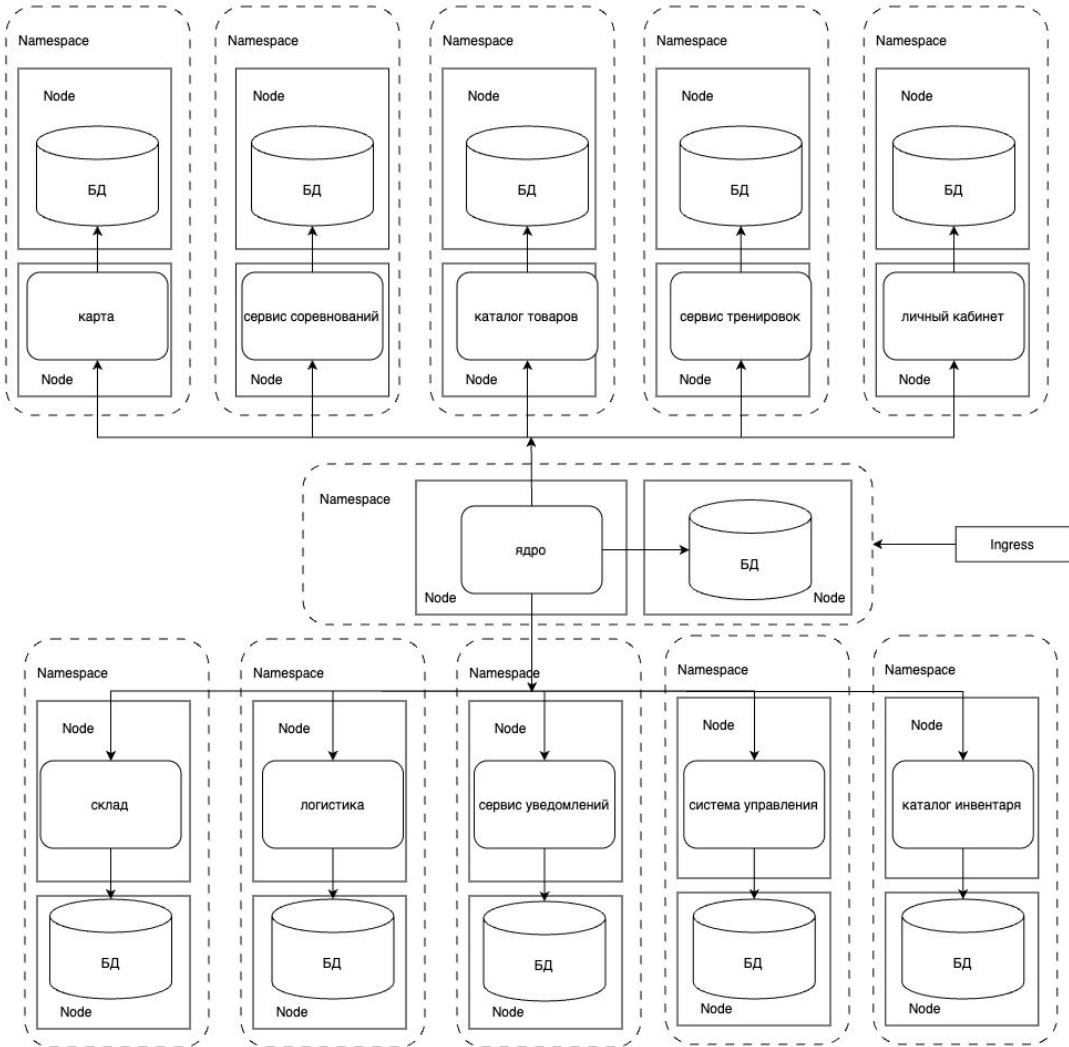 Namespace
Namespace
Namespace
Namespace
Namespace
Node
Node
Node
Node
Node
БД
БД
БД
БД
БД
карта
сервис соревнований
каталог товаров
сервис тренировок
личный кабинет
Node
Node
Node
Node
Node
Namespace
ядро
БД
Ingress
Node
Node
Namespace
Namespace
Namespace
Namespace
Namespace
Node
Node
Node
Node
Node
склад
логистика
сервис уведомлений
система управления
каталог инвентаря
БД
БД
БД
БД
БД
Node
Node
Node
Node
Node